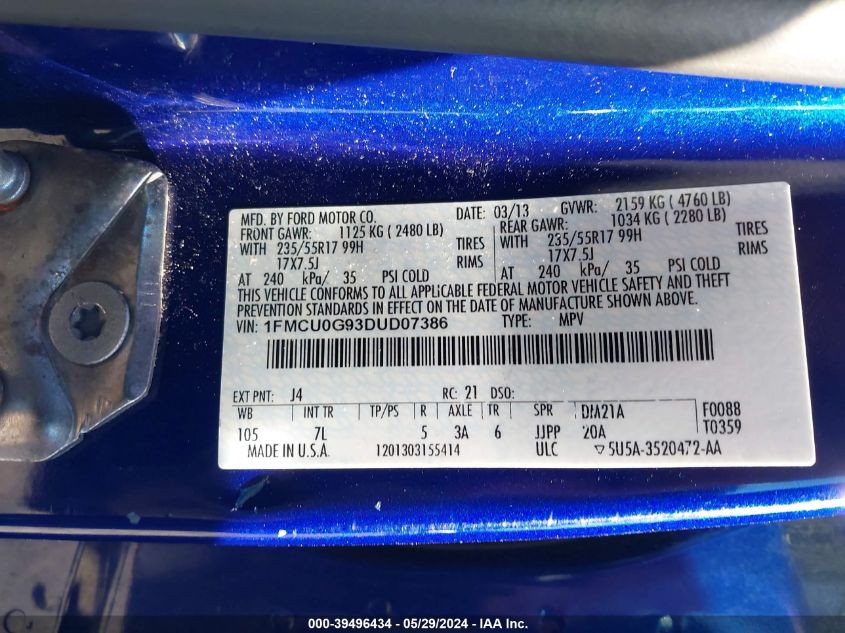 MFD. BY FORD MOTOR CO. DATE: 03/13 GVWR: 2159 KG ( 4760 LB)
FRONT GAWR: 1125 KG ( 2480 LB) REAR GAWR: 1034 KG ( 2280 LB)
WITH 235/55R17 99H TIRES WITH 235/55R17 99H TIRES
17X7.5J RIMS 17X7.5J RIMS
AT 240 kPa/ 35 PSI COLD AT 240 kPa/ 35 PSI COLD
THIS VEHICLE CONFORMS TO ALL APPLICABLE FEDERAL MOTOR VEHICLE SAFETY AND THEFT
PREVENTION STANDARDS IN EFFECT ON THE DATE OF MANUFACTURE SHOWN ABOVE.
VIN: 1FMCU0G93DUD07386 TYPE: MPV
EXT PNT: J4 RC: 21 DSO:
WB INT TR TP/PS R AXLE TR SPR DMA21A F0088
105 7L 5 3A 6 JJPP 20A T0359
MADE IN U.S.A. 1201303155414 ULC 5U5A-3520472-AA
000-39496434 - 05/29/2024 - IAA Inc.